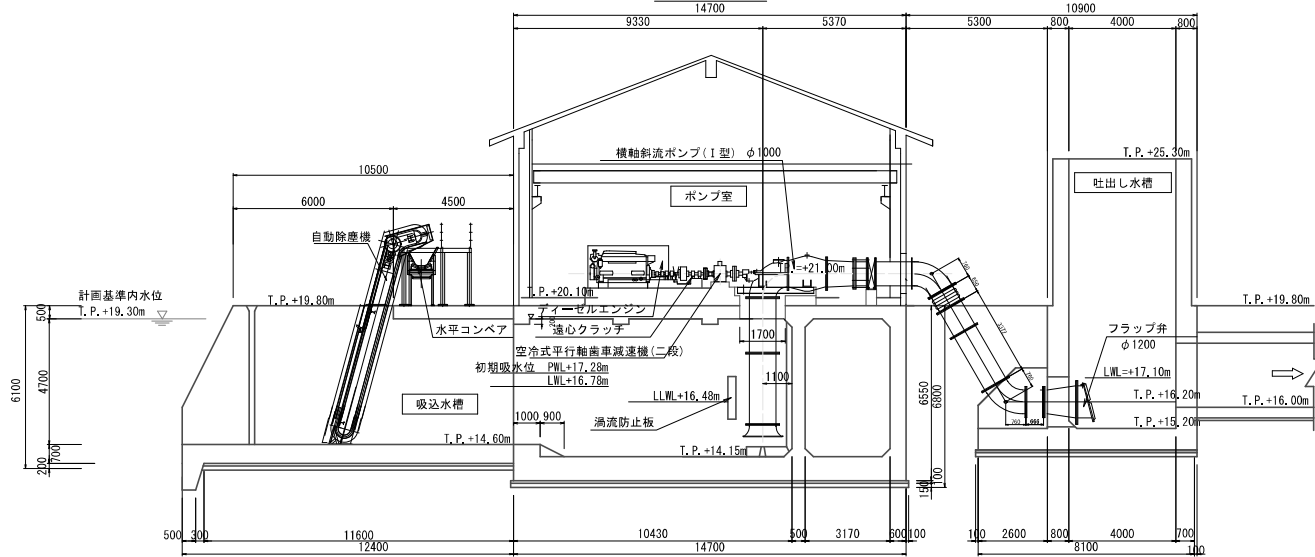 14700
10900
9330
5370
5300
800
4000
800
T.P.+25.30m
横軸斜流ポンプ(Ⅰ型) φ1000
吐出し水槽
ポンプ室
10500
6000
4500
自動除塵機
T.P.=+21.00m
計画基準内水位
T.P.+19.30m
T.P.+19.80m
T.P.+20.10m
T.P.+19.80m
500
水平コンベア
ディーゼルエンジン
200
遠心クラッチ
1700
フラップ弁
φ1200
空冷式平行軸歯車減速機(二段)
初期吸水位 PWL+17.28m
LWL+16.78m
1100
LWL=+17.10m
6100
4700
吸込水槽
LLWL+16.48m
6550
6800
T.P.+16.20m
T.P.+16.00m
1000
900
渦流防止板
760
666
T.P.+15.20m
T.P.+14.60m
T.P.+14.15m
700
200
100
150
500
300
11600
10430
500
3170
600
100
100
2600
800
4000
700
12400
14700
8100
100